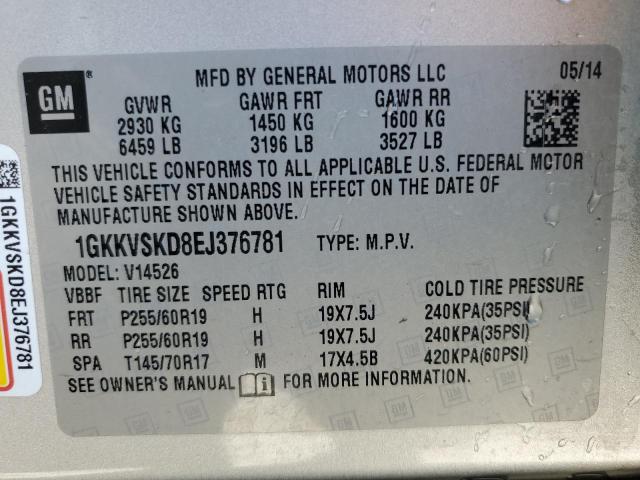 GM
®
MFD BY GENERAL MOTORS LLC 05/14
GVWR GAWR FRT GAWR RR
2930 KG 1450 KG 1600 KG
6459 LB 3196 LB 3527 LB
THIS VEHICLE CONFORMS TO ALL APPLICABLE U.S. FEDERAL MOTOR
VEHICLE SAFETY STANDARDS IN EFFECT ON THE DATE OF
MANUFACTURE SHOWN ABOVE.
1GKKVSKD8EJ376781 TYPE: M.P.V.
MODEL: V14526
VBBF TIRE SIZE SPEED RTG RIM COLD TIRE PRESSURE
FRT P255/60R19 H 19X7.5J 240KPA(35PSI)
RR P255/60R19 H 19X7.5J 240KPA(35PSI)
SPA T145/70R17 M 17X4.5B 420KPA(60PSI)
SEE OWNER'S MANUAL FOR MORE INFORMATION.
1GKKVSKD8EJ376781